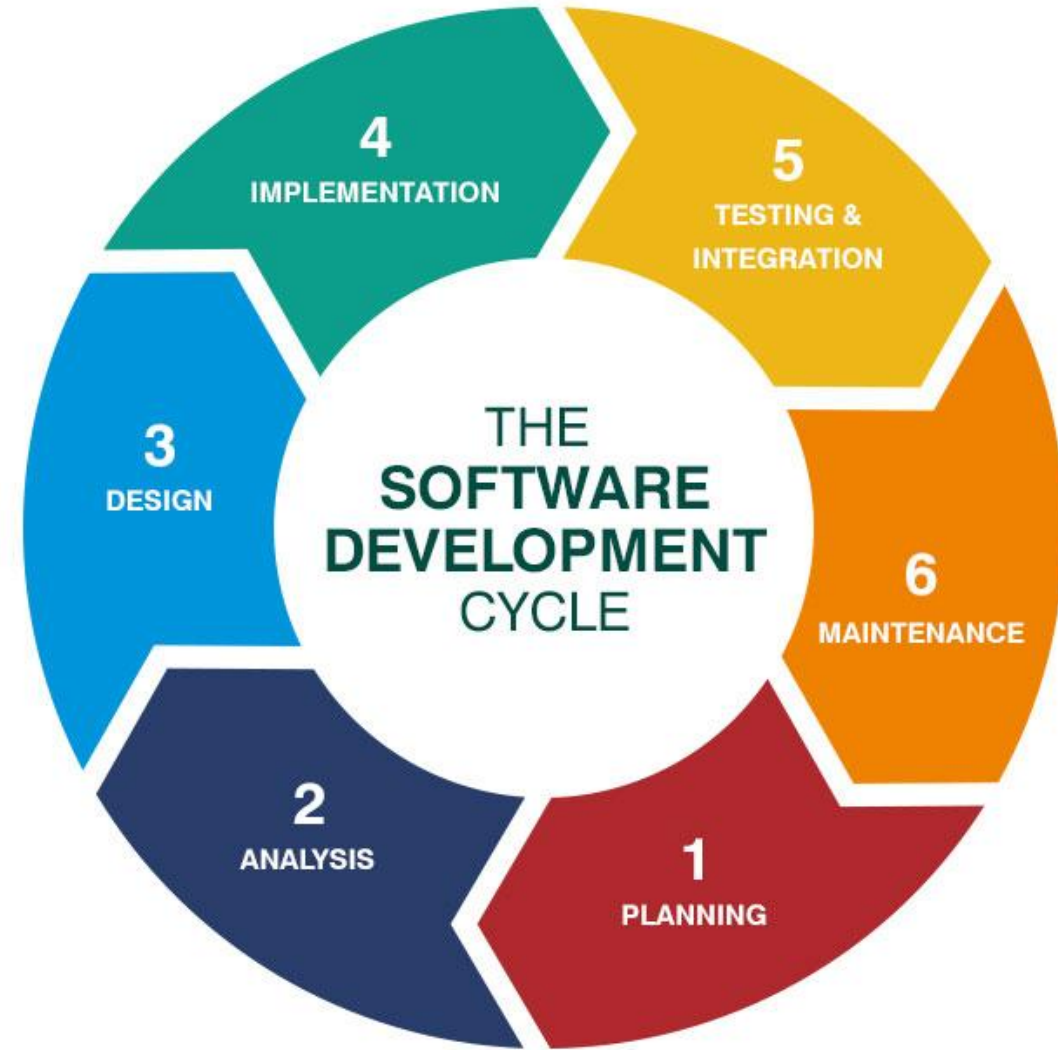 THE
SOFTWARE
DEVELOPMENT
CYCLE
1
PLANNING
2
ANALYSIS
3
DESIGN
4
IMPLEMENTATION
5
TESTING &
INTEGRATION
6
MAINTENANCE